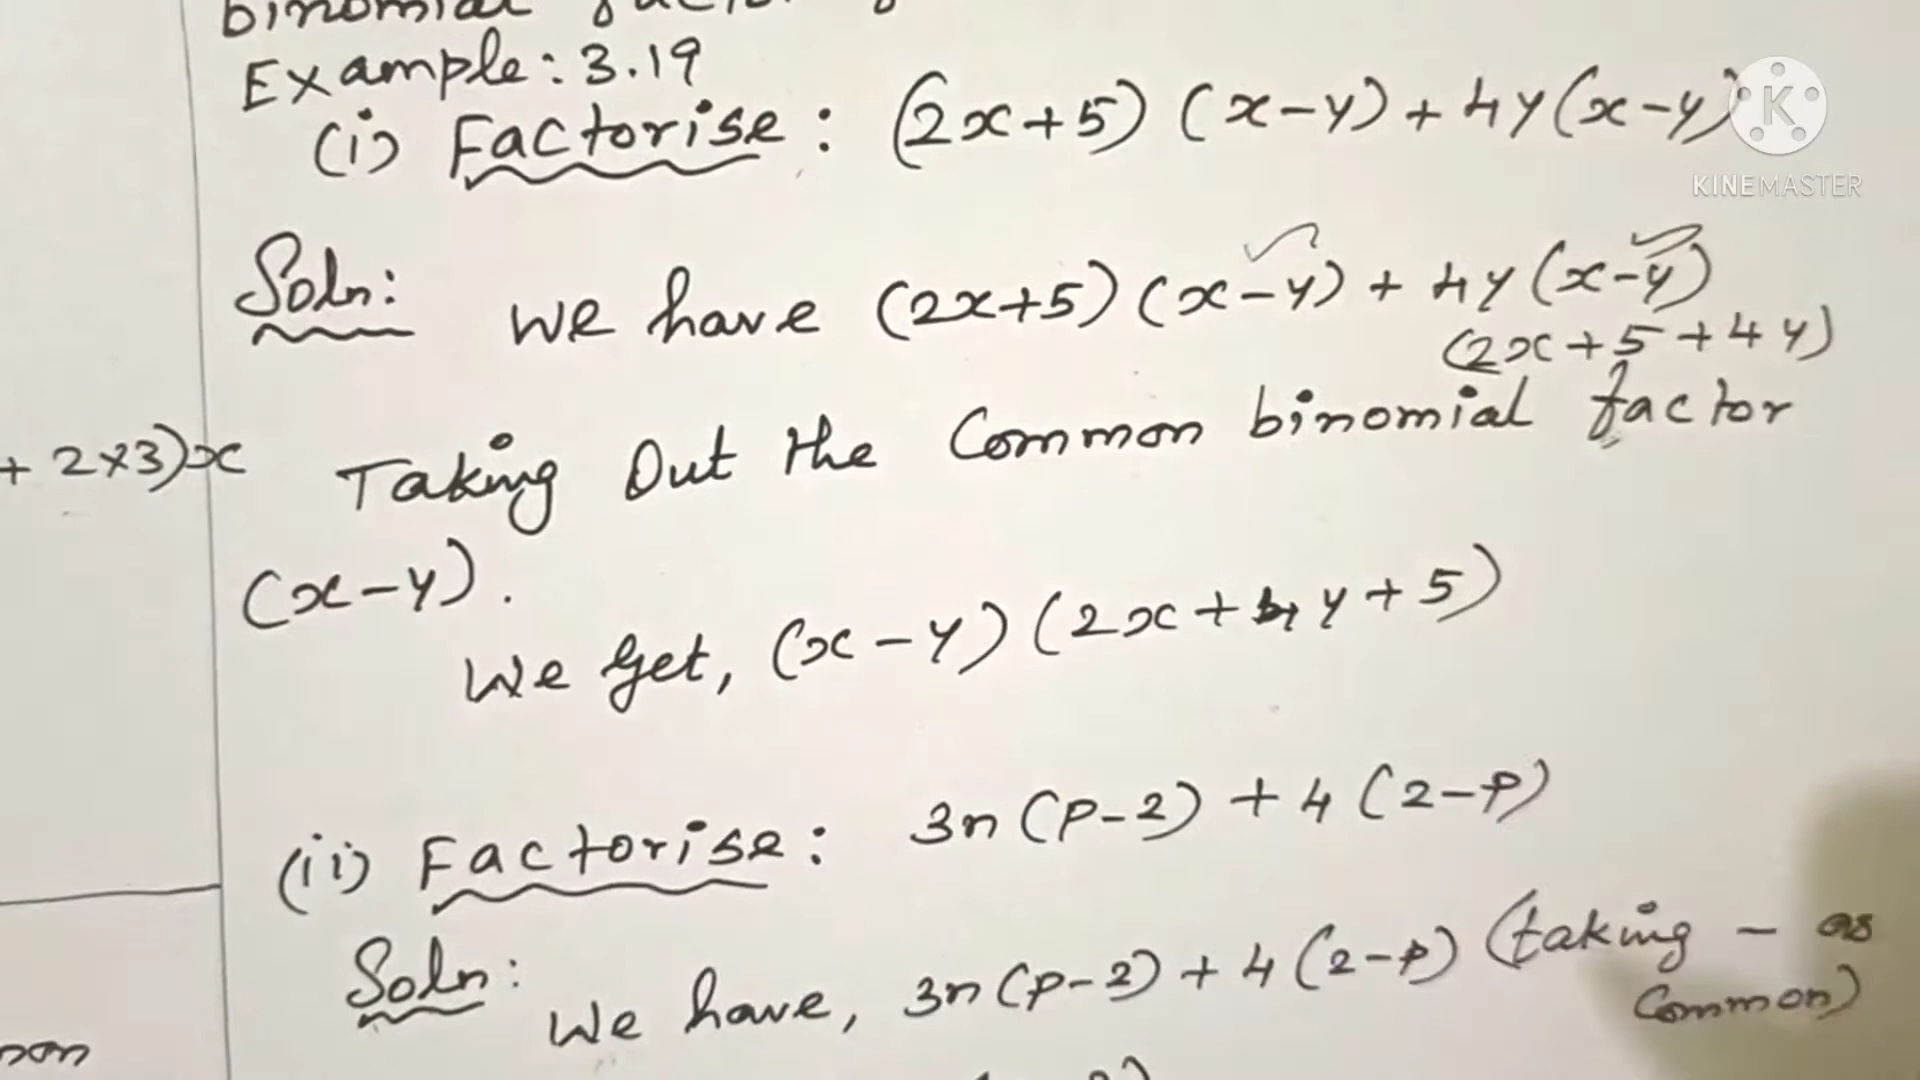 binomial factor
Example: 3.19
(i) Factorise: (2x+5) (x-y) + 4y(x-y)
KINEMASTER
Soln: We have (2x+5)(x-y) + 4y(x-y)
(2x+5+4y)
+ 2×3)x Taking Out the Common binomial factor
(x-y).
We get, (x-y)(2x+4y+5)
(ii) Factorise: 3n(p-2) + 4(2-p)
Soln: We have, 3n(p-2) + 4(2-p) (taking - as
Common)